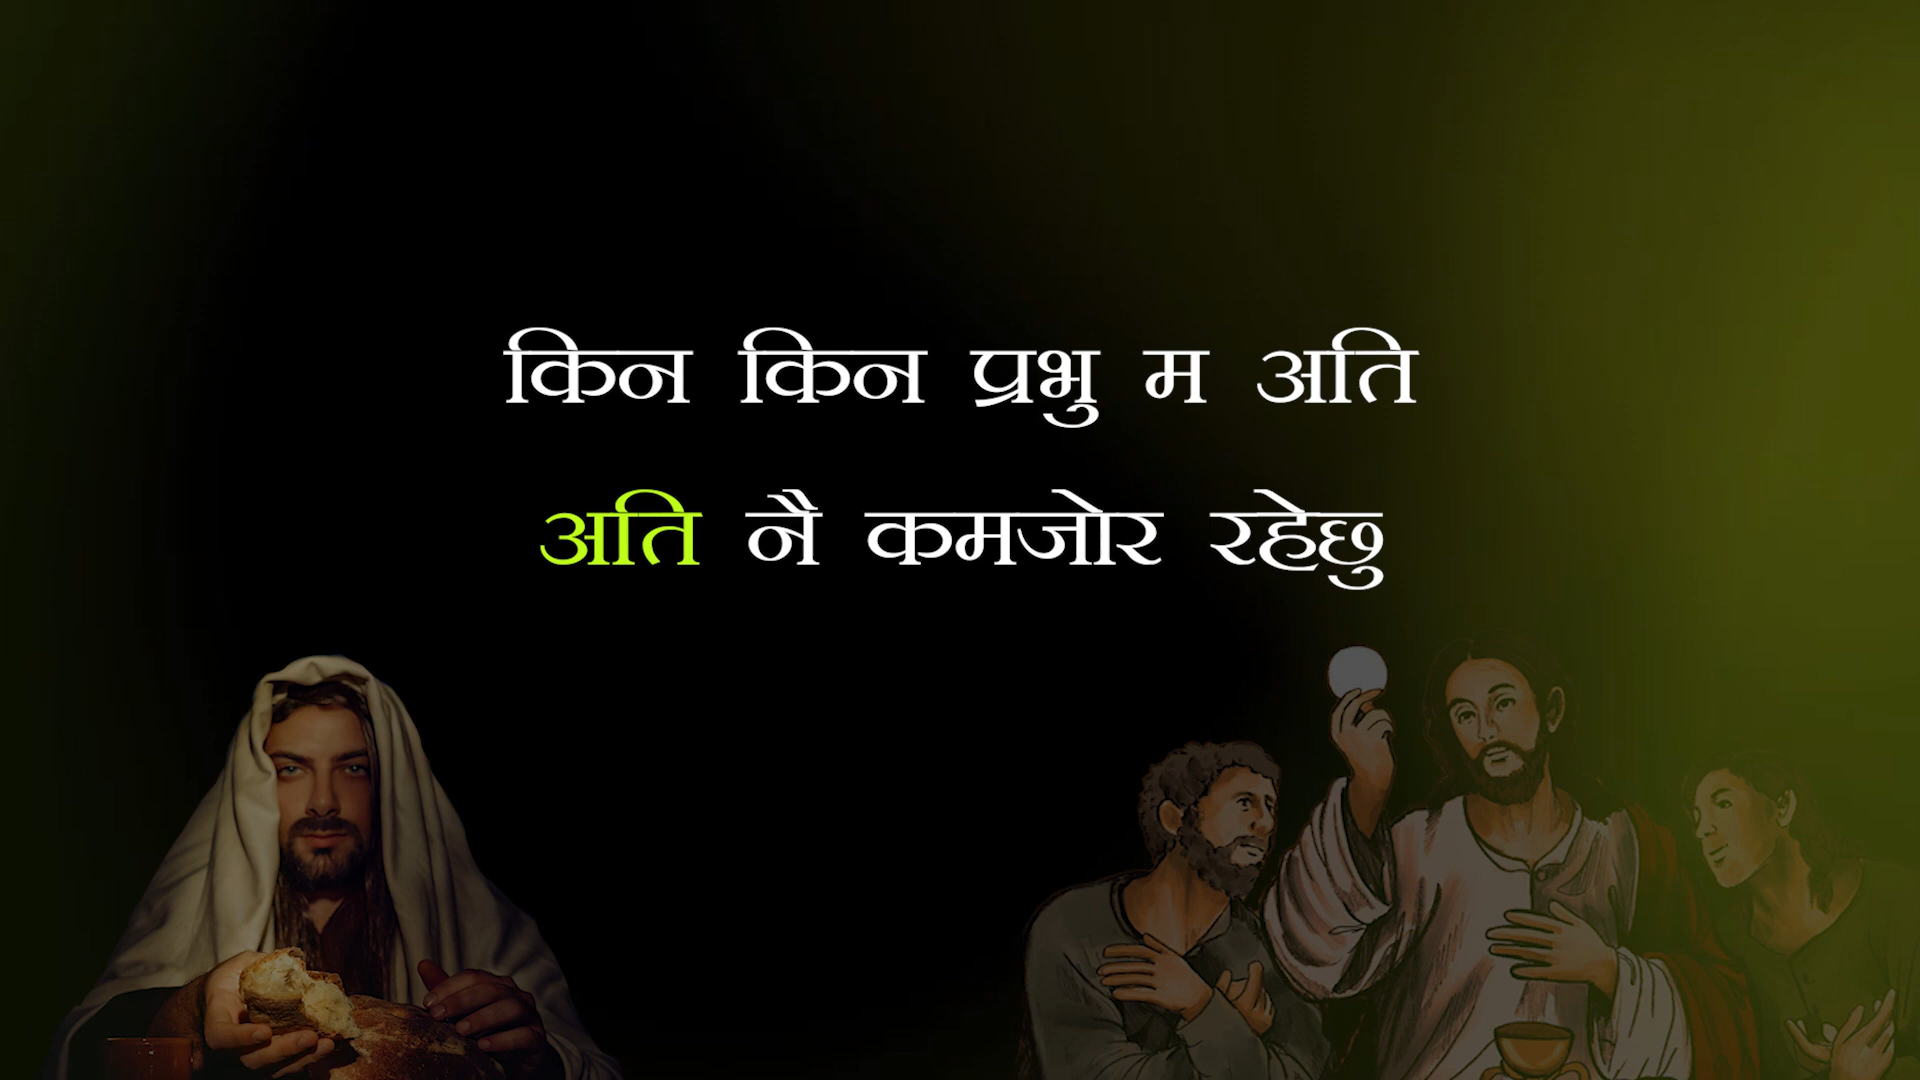 किन किन प्रभु म अति
अति नै कमजोर रहेछु